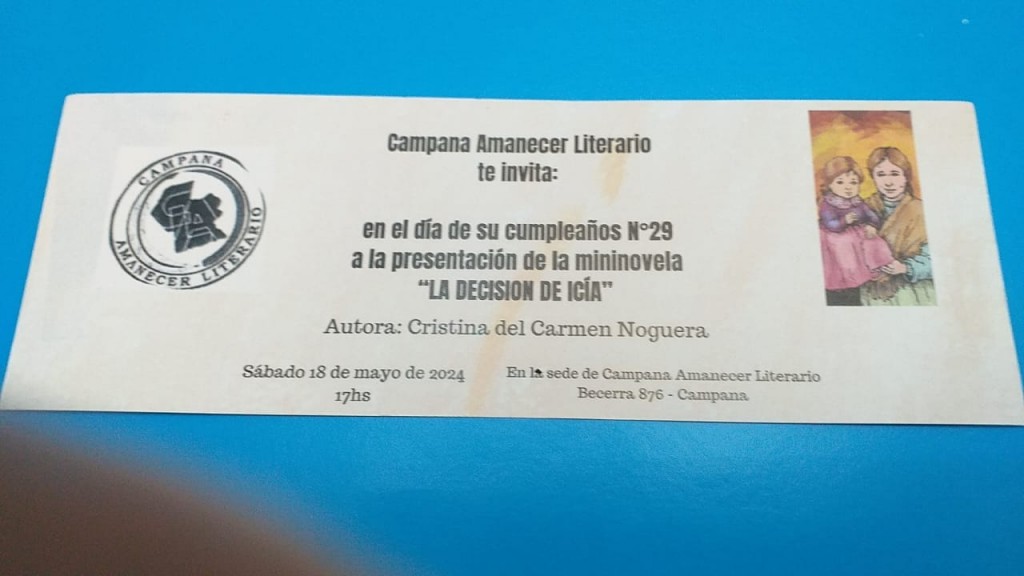 CAMPANA
AMANECER LITERARIO
Campana Amanecer Literario
te invita:
en el día de su cumpleaños N°29
a la presentación de la mininovela
“LA DECISION DE ICÍA”
Autora: Cristina del Carmen Noguera
Sábado 18 de mayo de 2024
17hs
En la sede de Campana Amanecer Literario
Becerra 876 - Campana